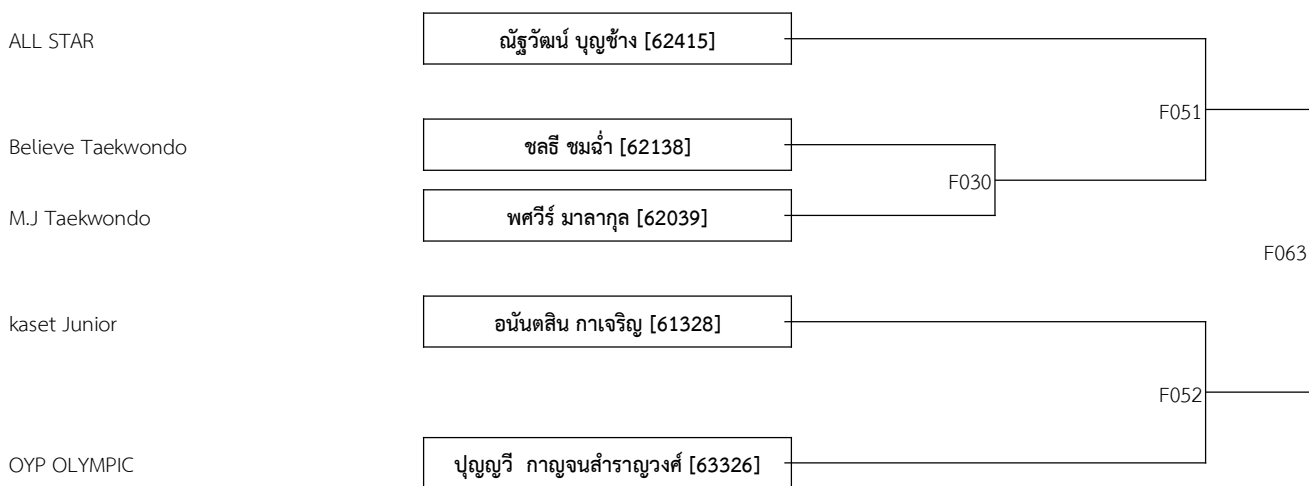 ALL STAR
ณัฐวัฒน์ บุญช้าง [62415]
F051
Believe Taekwondo
ชลธี ชมฉ่ำ [62138]
F030
M.J Taekwondo
พศวีร์ มาลากุล [62039]
F063
kaset Junior
อนันตสิน กาเจริญ [61328]
F052
OYP OLYMPIC
ปุญญวี กาญจนสำราญวงศ์ [63326]